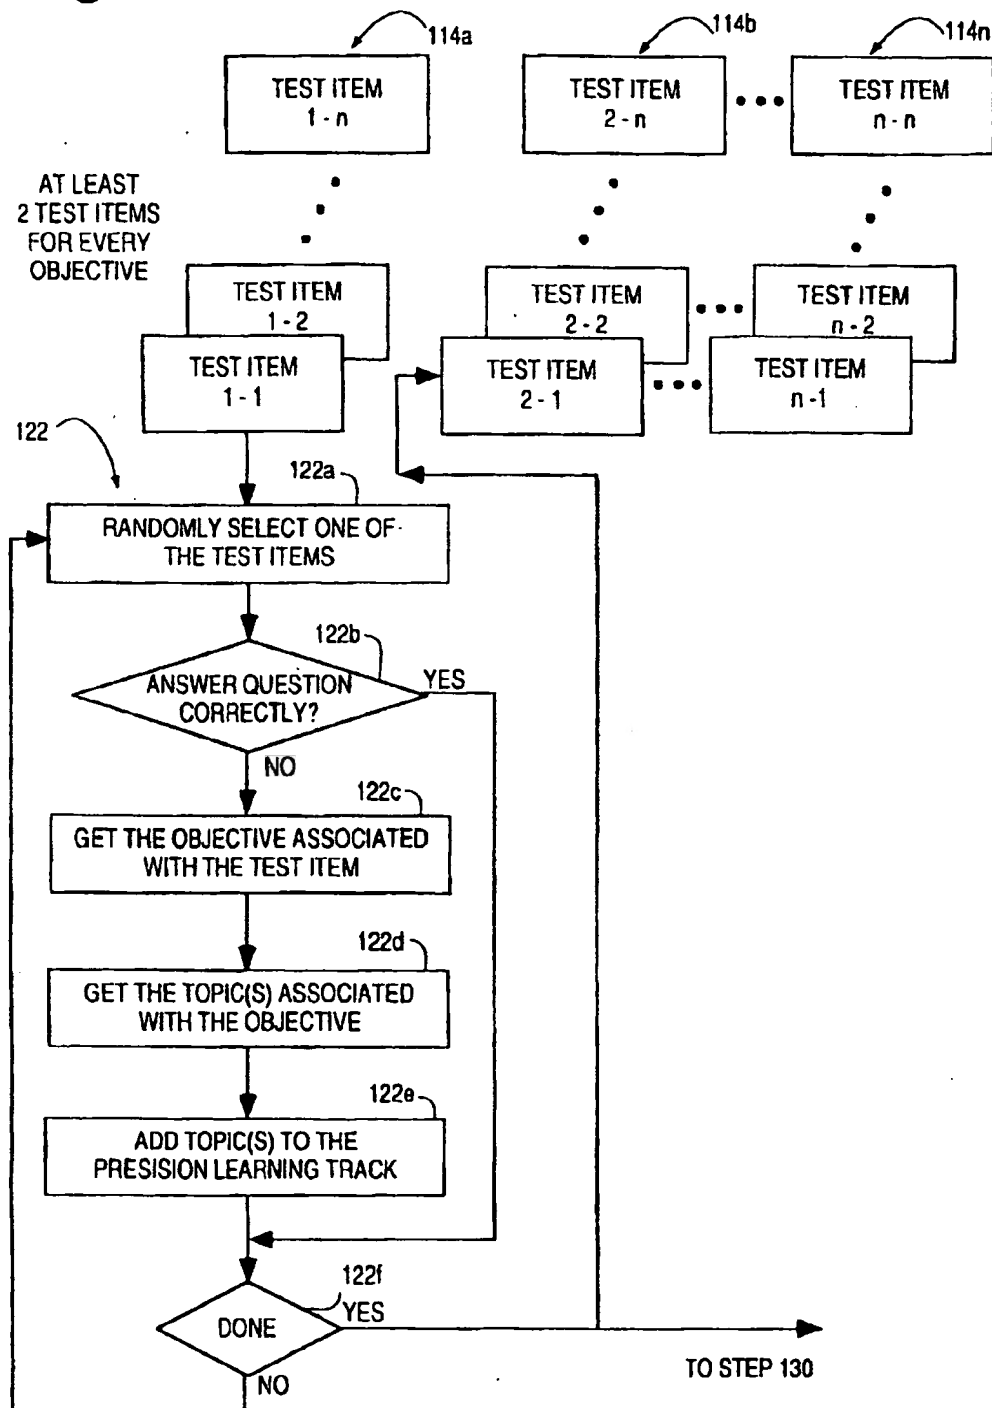 114a
114b
114n
TEST ITEM
1 - n
TEST ITEM
2 - n
TEST ITEM
n - n
AT LEAST
2 TEST ITEMS
FOR EVERY
OBJECTIVE
TEST ITEM
1 - 2
TEST ITEM
2 - 2
TEST ITEM
n - 2
TEST ITEM
1 - 1
TEST ITEM
2 - 1
TEST ITEM
n - 1
122
122a
RANDOMLY SELECT ONE OF
THE TEST ITEMS
122b
ANSWER QUESTION
CORRECTLY?
YES
NO
122c
GET THE OBJECTIVE ASSOCIATED
WITH THE TEST ITEM
122d
GET THE TOPIC(S) ASSOCIATED
WITH THE OBJECTIVE
122e
ADD TOPIC(S) TO THE
PRESISION LEARNING TRACK
122f
DONE
YES
NO
TO STEP 130